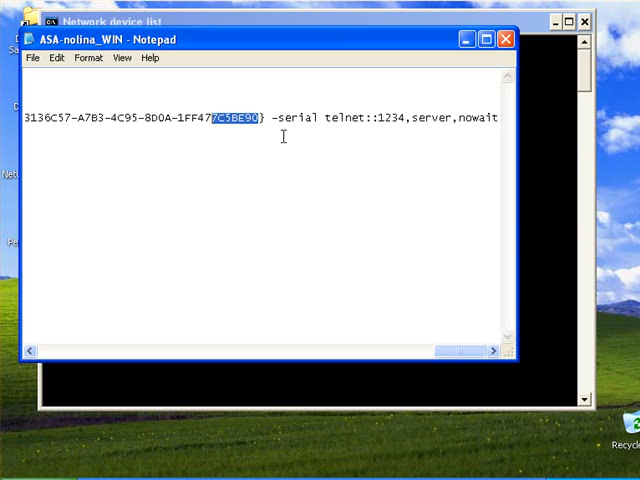 Network device list
ASA-nolina_WIN - Notepad
File Edit Format View Help
3136C57-A7B3-4C95-8D0A-1FF477C5BE90} -serial telnet::1234,server,nowait
Recycle